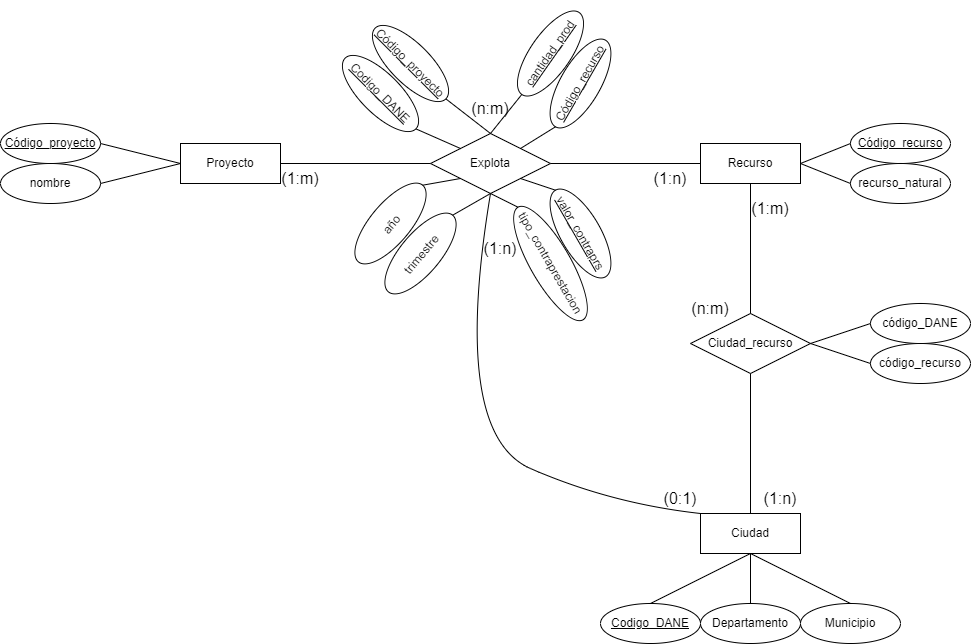 Código_proyecto
Codigo_DANE
cantidad_prod
Código_recurso
(n:m)
Código_proyecto
nombre
Proyecto
(1:m)
Explota
(1:n)
Recurso
Código_recurso
recurso_natural
(1:m)
año
trimestre
(1:n)
tipo_contraprestacion
valor_contraprs
(n:m)
Ciudad_recurso
código_DANE
código_recurso
(0:1)
(1:n)
Ciudad
Codigo_DANE
Departamento
Municipio